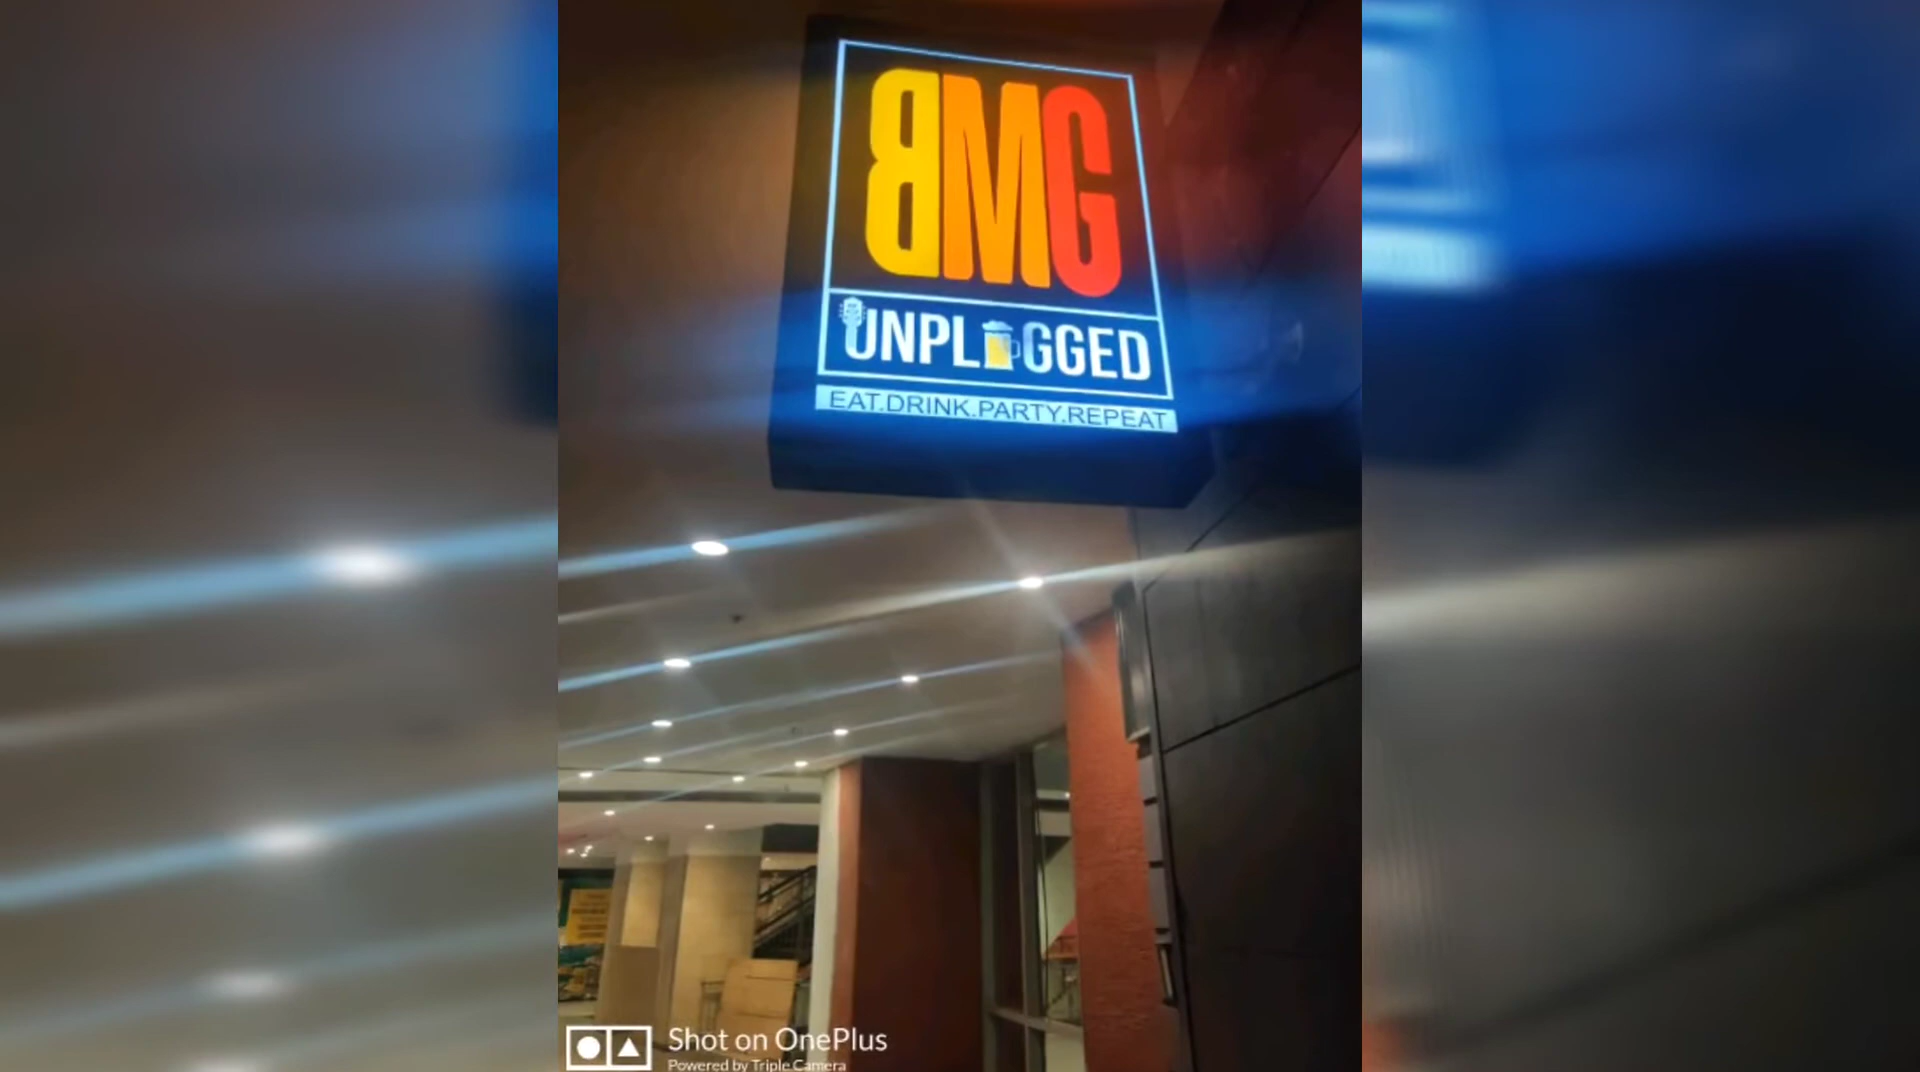 BMG
UNPLUGGED
EAT.DRINK.PARTY.REPEAT
Shot on OnePlus
Powered by Triple Camera